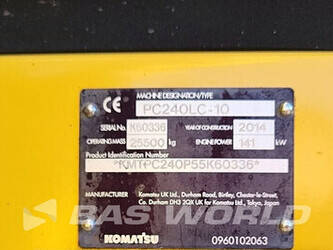 MACHINE DESIGNATION/TYPE
CE PC240LC-10
SERIAL No. K60336 YEAR 2014
OPERATING MASS 25500 kg ENGINE POWER 141 kW
Product Identification Number
*KMTPC240P55K60336*
MANUFACTURER Komatsu UK Ltd., Durham Road, Birtley, Chester-le-Street,
Co. Durham DH3 2QX UK for Komatsu Ltd., Tokyo, Japan
KOMATSU 0960102063
BAS WORLD